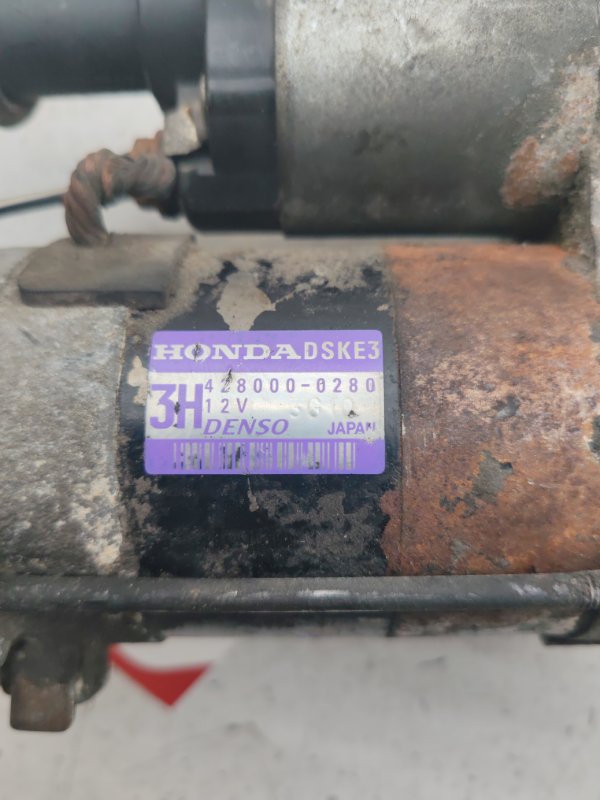 HONDA DSKE3
3H 428000-0280
12V
DENSO JAPAN